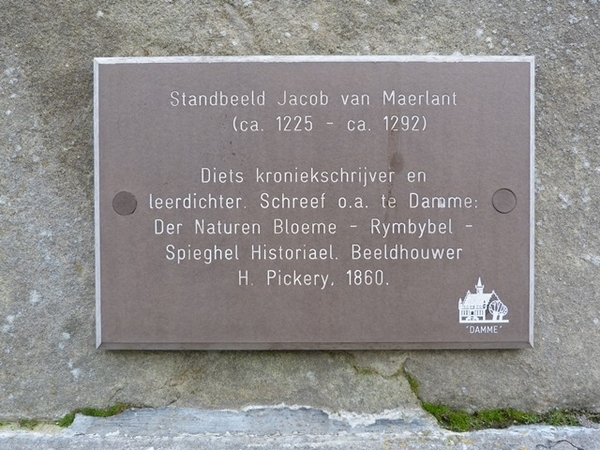 Standbeeld Jacob van Maerlant
(ca. 1225 - ca. 1292)
Diets kroniekschrijver en
leerdichter. Schreef o.a. te Damme:
Der Naturen Bloeme - Rymbybel -
Spieghel Historiael. Beeldhouwer
H. Pickery, 1860.
"DAMME"